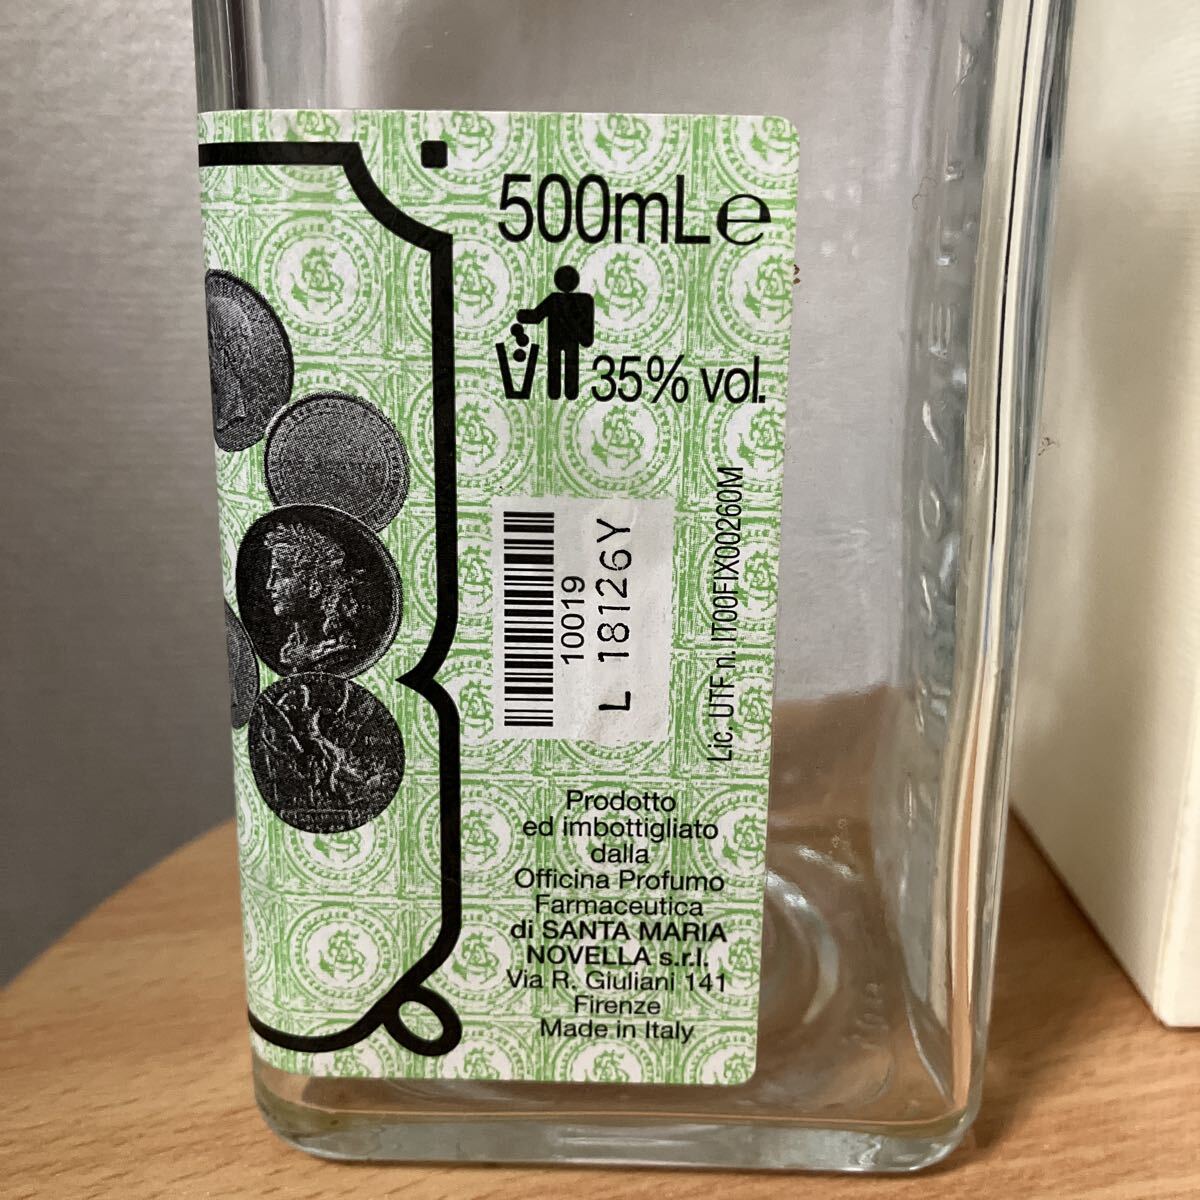 500mL℮
35% vol.
10019
L 18126Y
Lic. UTF n. IT00FIX00260M
Prodotto
ed imbottigliato
dalla
Officina Profumo
Farmaceutica
di SANTA MARIA
NOVELLA s.r.l.
Via R. Giuliani 141
Firenze
Made in Italy